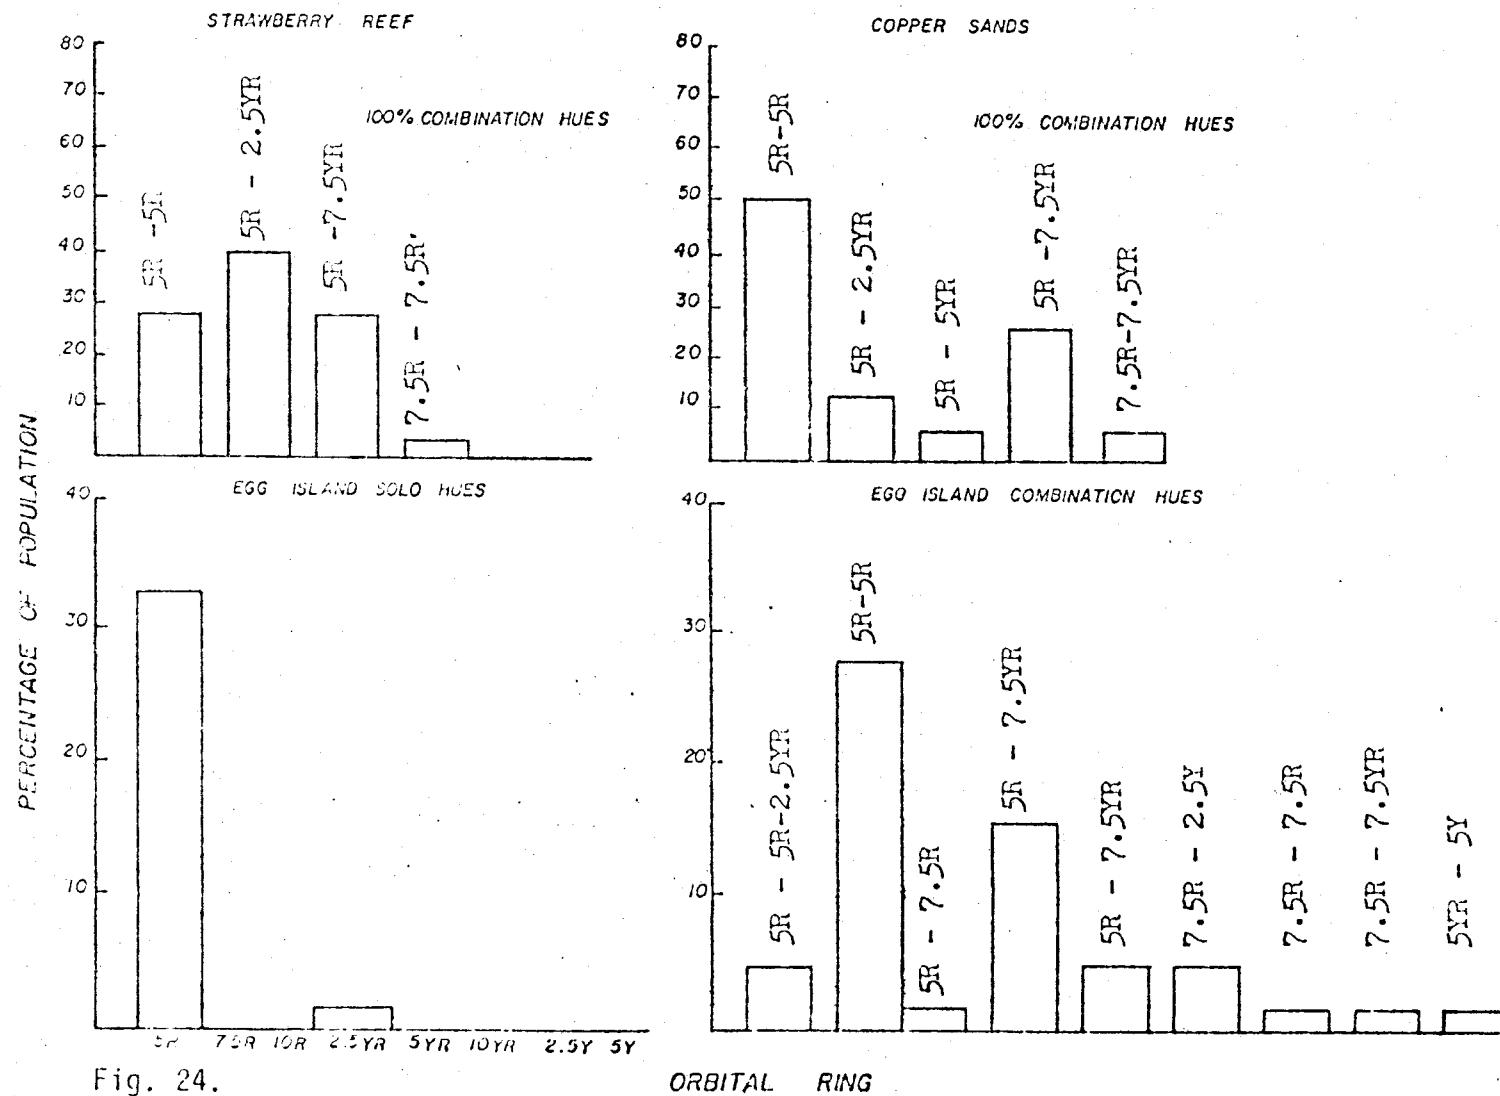 STRAWBERRY REEF
100% COMBINATION HUES
80
70
60
50
40
30
20
10
5R -5R
5R - 2.5YR
5R -7.5YR
7.5R - 7.5R
COPPER SANDS
100% COMBINATION HUES
80
70
60
50
40
30
20
10
5R-5R
5R - 2.5YR
5R - 5YR
5R -7.5YR
7.5R-7.5YR
PERCENTAGE OF POPULATION
EGG ISLAND SOLO HUES
40
30
20
10
5R 7.5R 10R 2.5YR 5YR 10YR 2.5Y 5Y
EGG ISLAND COMBINATION HUES
40
30
20
10
5R - 5R-2.5YR
5R-5R
5R - 7.5R
5R - 7.5YR
5R - 7.5YR
7.5R - 2.5Y
7.5R - 7.5R
7.5R - 7.5YR
5YR - 5Y
Fig. 24.
ORBITAL RING